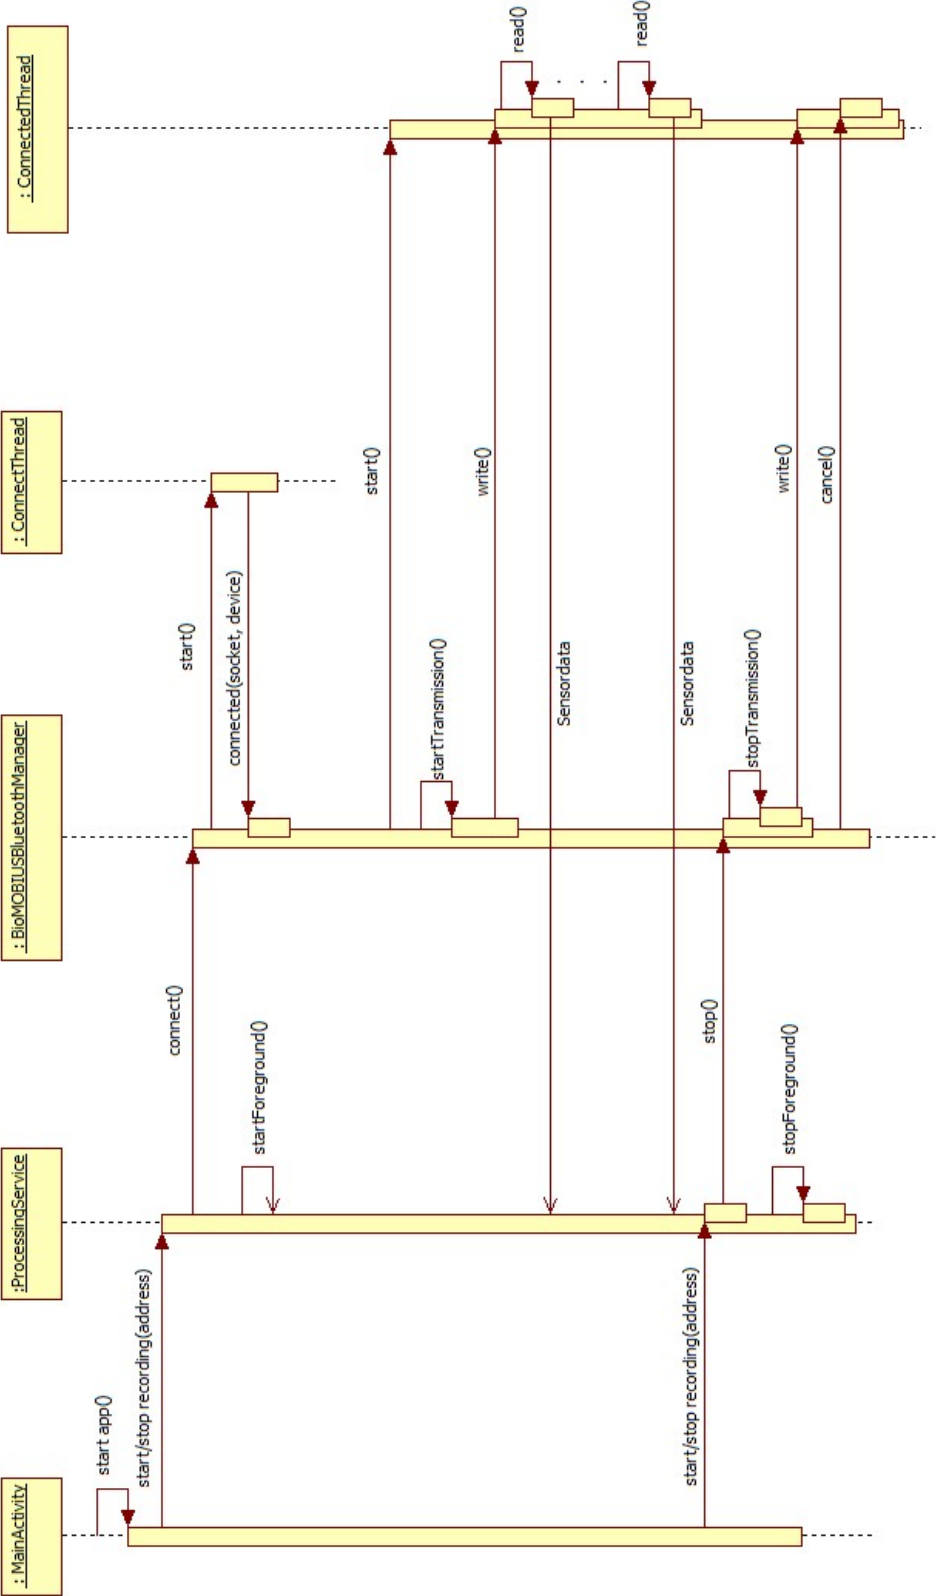 : MainActivity
:ProcessingService
: BioMOBIUSBluetoothManager
: ConnectThread
: ConnectedThread
start app()
start/stop recording(address)
connect()
start()
connected(socket, device)
startForeground()
start()
startTransmission()
write()
read()
Sensordata
. . .
read()
Sensordata
start/stop recording(address)
stop()
stopTransmission()
write()
stopForeground()
cancel()